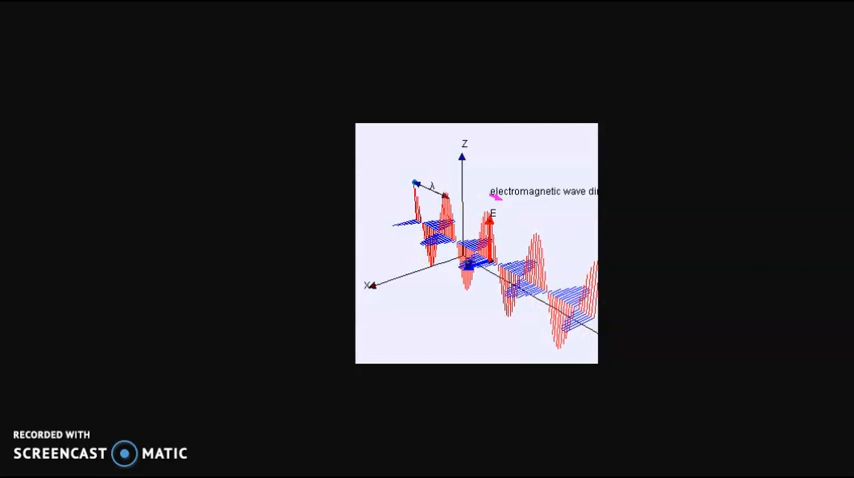 Z
λ
electromagnetic wave di
E
X
RECORDED WITH
SCREENCAST MATIC